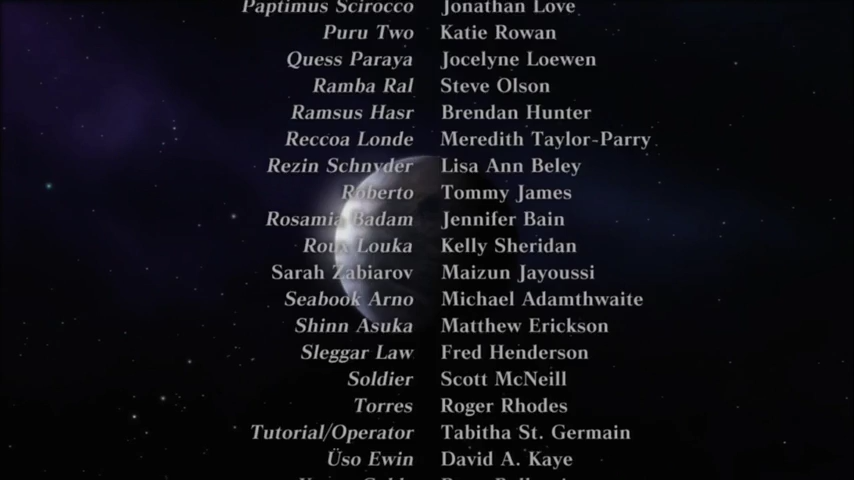 Paptimus Scirocco Jonathan Love
Puru Two Katie Rowan
Quess Paraya Jocelyne Loewen
Ramba Ral Steve Olson
Ramsus Hasr Brendan Hunter
Reccoa Londe Meredith Taylor-Parry
Rezin Schnyder Lisa Ann Beley
Roberto Tommy James
Rosamia Badam Jennifer Bain
Roux Louka Kelly Sheridan
Sarah Zabiarov Maizun Jayoussi
Seabook Arno Michael Adamthwaite
Shinn Asuka Matthew Erickson
Sleggar Law Fred Henderson
Soldier Scott McNeill
Torres Roger Rhodes
Tutorial/Operator Tabitha St. Germain
Üso Ewin David A. Kaye